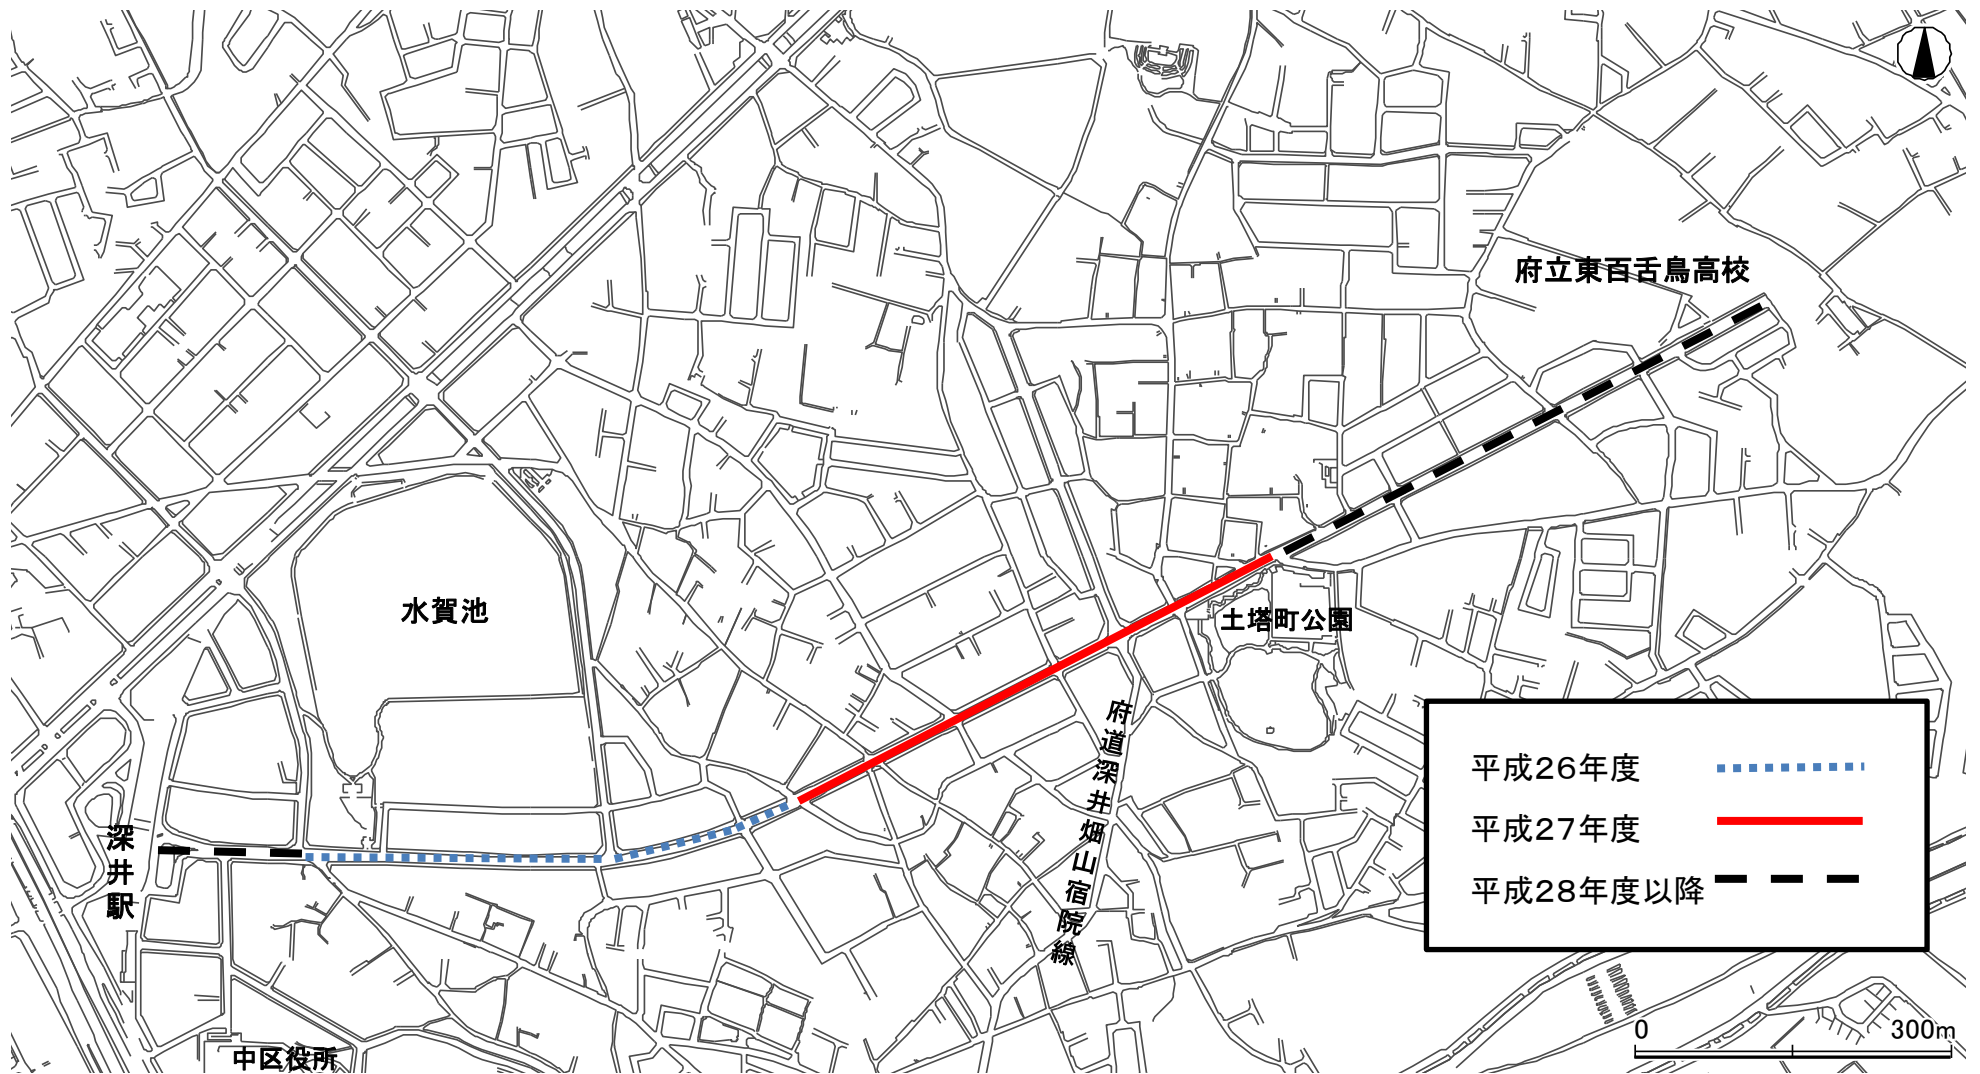 府立東百舌鳥高校
水賀池
土塔町公園
府道深井畑山宿院線
深井駅
中区役所
平成26年度
平成27年度
平成28年度以降
0 300m